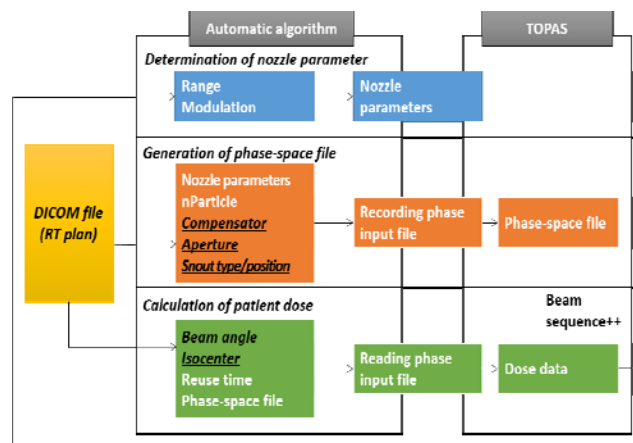 Automatic algorithm
TOPAS
Determination of nozzle parameter
Range
Modulation
Nozzle
parameters
Generation of phase-space file
Nozzle parameters
nParticle
Compensator
Aperture
Snout type/position
Recording phase
input file
Phase-space file
DICOM file
(RT plan)
Calculation of patient dose
Beam
sequence++
Beam angle
Isocenter
Reuse time
Phase-space file
Reading phase
input file
Dose data